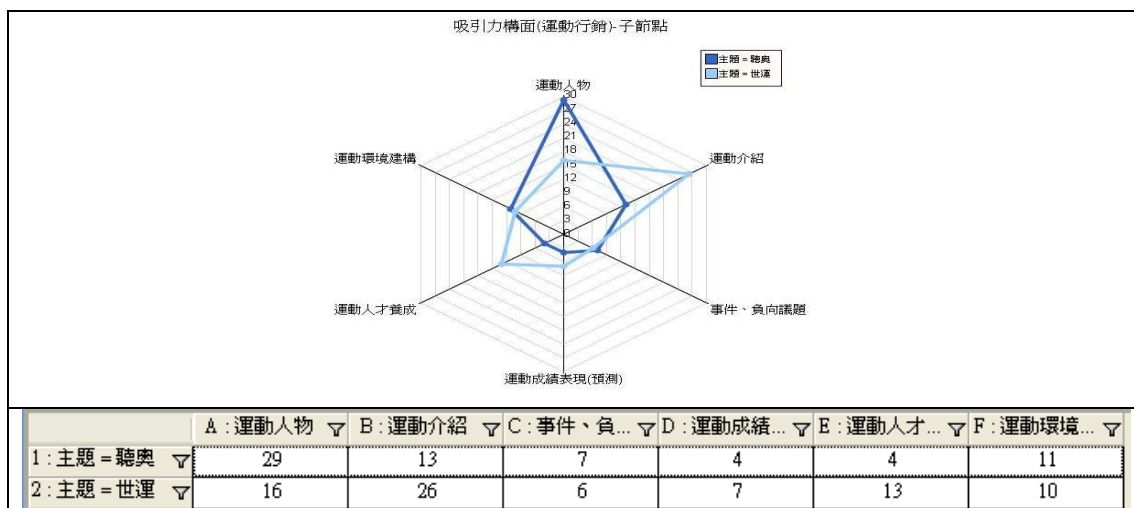 吸引力構面(運動行銷)-子節點
主題 = 聽奧
主題 = 世運
運動人物
30
27
24
21
18
15
12
9
6
3
0
運動環境建構
運動介紹
運動人才養成
事件、負向議題
運動成績表現(預測)
A : 運動人物 B : 運動介紹 C : 事件、負... D : 運動成績... E : 運動人才... F : 運動環境...
1 : 主題 = 聽奧 29 13 7 4 4 11
2 : 主題 = 世運 16 26 6 7 13 10